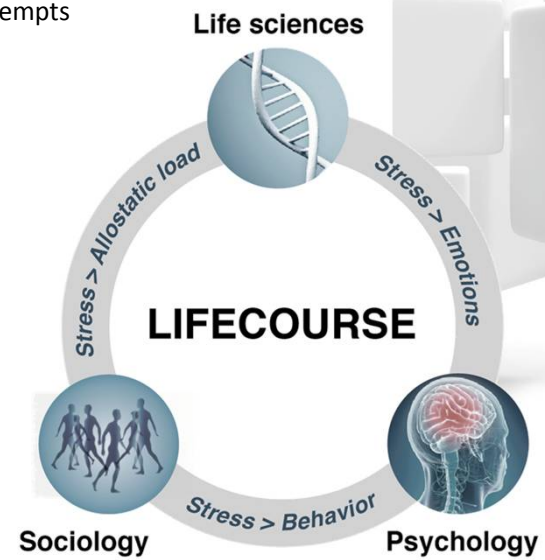 empts
Life sciences
Stress > Allostatic load
Stress > Emotions
LIFECOURSE
Stress > Behavior
Sociology
Psychology